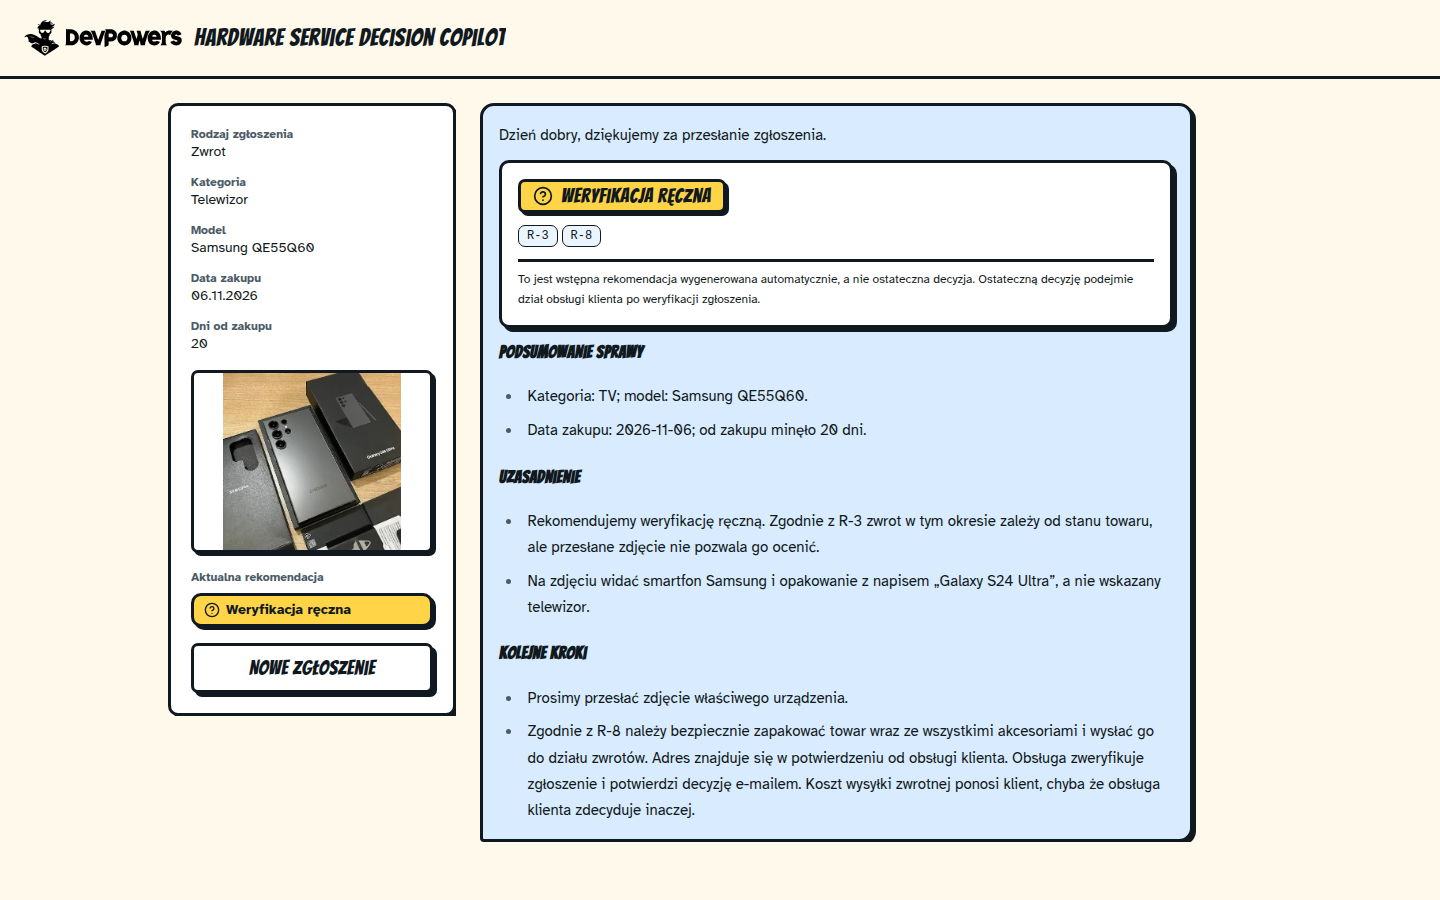 DevPowers HARDWARE SERVICE DECISION COPILOT
Rodzaj zgłoszenia
Zwrot
Kategoria
Telewizor
Model
Samsung QE55Q60
Data zakupu
06.11.2026
Dni od zakupu
20
SAMSUNG
SAMSUNG
Aktualna rekomendacja
Weryfikacja ręczna
NOWE ZGŁOSZENIE
Dzień dobry, dziękujemy za przesłanie zgłoszenia.
WERYFIKACJA RĘCZNA
R-3 R-8
To jest wstępna rekomendacja wygenerowana automatycznie, a nie ostateczna decyzja. Ostateczną decyzję podejmie
dział obsługi klienta po weryfikacji zgłoszenia.
PODSUMOWANIE SPRAWY
Kategoria: TV; model: Samsung QE55Q60.
Data zakupu: 2026-11-06; od zakupu minęło 20 dni.
UZASADNIENIE
Rekomendujemy weryfikację ręczną. Zgodnie z R-3 zwrot w tym okresie zależy od stanu towaru,
ale przesłane zdjęcie nie pozwala go ocenić.
Na zdjęciu widać smartfon Samsung i opakowanie z napisem „Galaxy S24 Ultra”, a nie wskazany
telewizor.
KOLEJNE KROKI
Prosimy przesłać zdjęcie właściwego urządzenia.
Zgodnie z R-8 należy bezpiecznie zapakować towar wraz ze wszystkimi akcesoriami i wysłać go
do działu zwrotów. Adres znajduje się w potwierdzeniu od obsługi klienta. Obsługa zweryfikuje
zgłoszenie i potwierdzi decyzję e-mailem. Koszt wysyłki zwrotnej ponosi klient, chyba że obsługa
klienta zdecyduje inaczej.